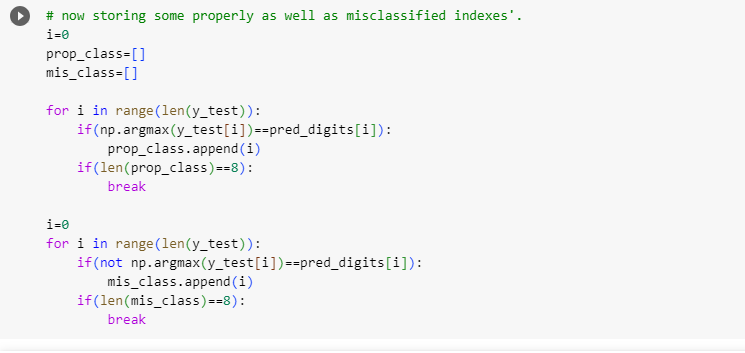 # now storing some properly as well as misclassified indexes'.
i=0
prop_class=[]
mis_class=[]

for i in range(len(y_test)):
    if(np.argmax(y_test[i])==pred_digits[i]):
        prop_class.append(i)
    if(len(prop_class)==8):
        break

i=0
for i in range(len(y_test)):
    if(not np.argmax(y_test[i])==pred_digits[i]):
        mis_class.append(i)
    if(len(mis_class)==8):
        break